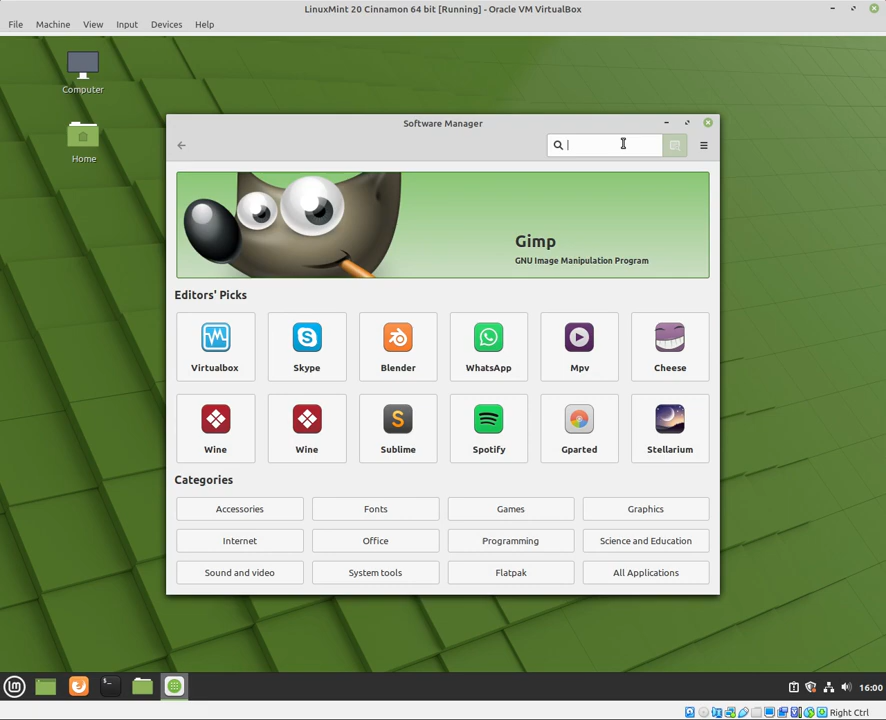 LinuxMint 20 Cinnamon 64 bit [Running] - Oracle VM VirtualBox
File Machine View Input Devices Help
Computer
Home
Software Manager
Gimp
GNU Image Manipulation Program
Editors' Picks
Virtualbox Skype Blender WhatsApp Mpv Cheese
Wine Wine Sublime Spotify Gparted Stellarium
Categories
Accessories Fonts Games Graphics
Internet Office Programming Science and Education
Sound and video System tools Flatpak All Applications
16:00
Right Ctrl